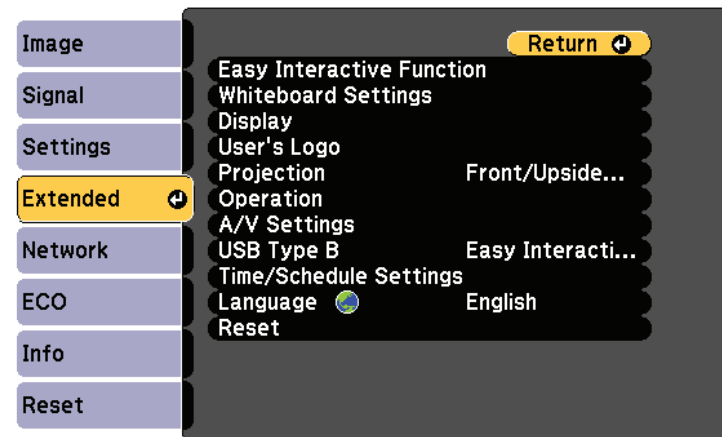 Image
Signal
Settings
Extended
Network
ECO
Info
Reset
Return
Easy Interactive Function
Whiteboard Settings
Display
User's Logo
Projection Front/Upside...
Operation
A/V Settings
USB Type B Easy Interacti...
Time/Schedule Settings
Language English
Reset